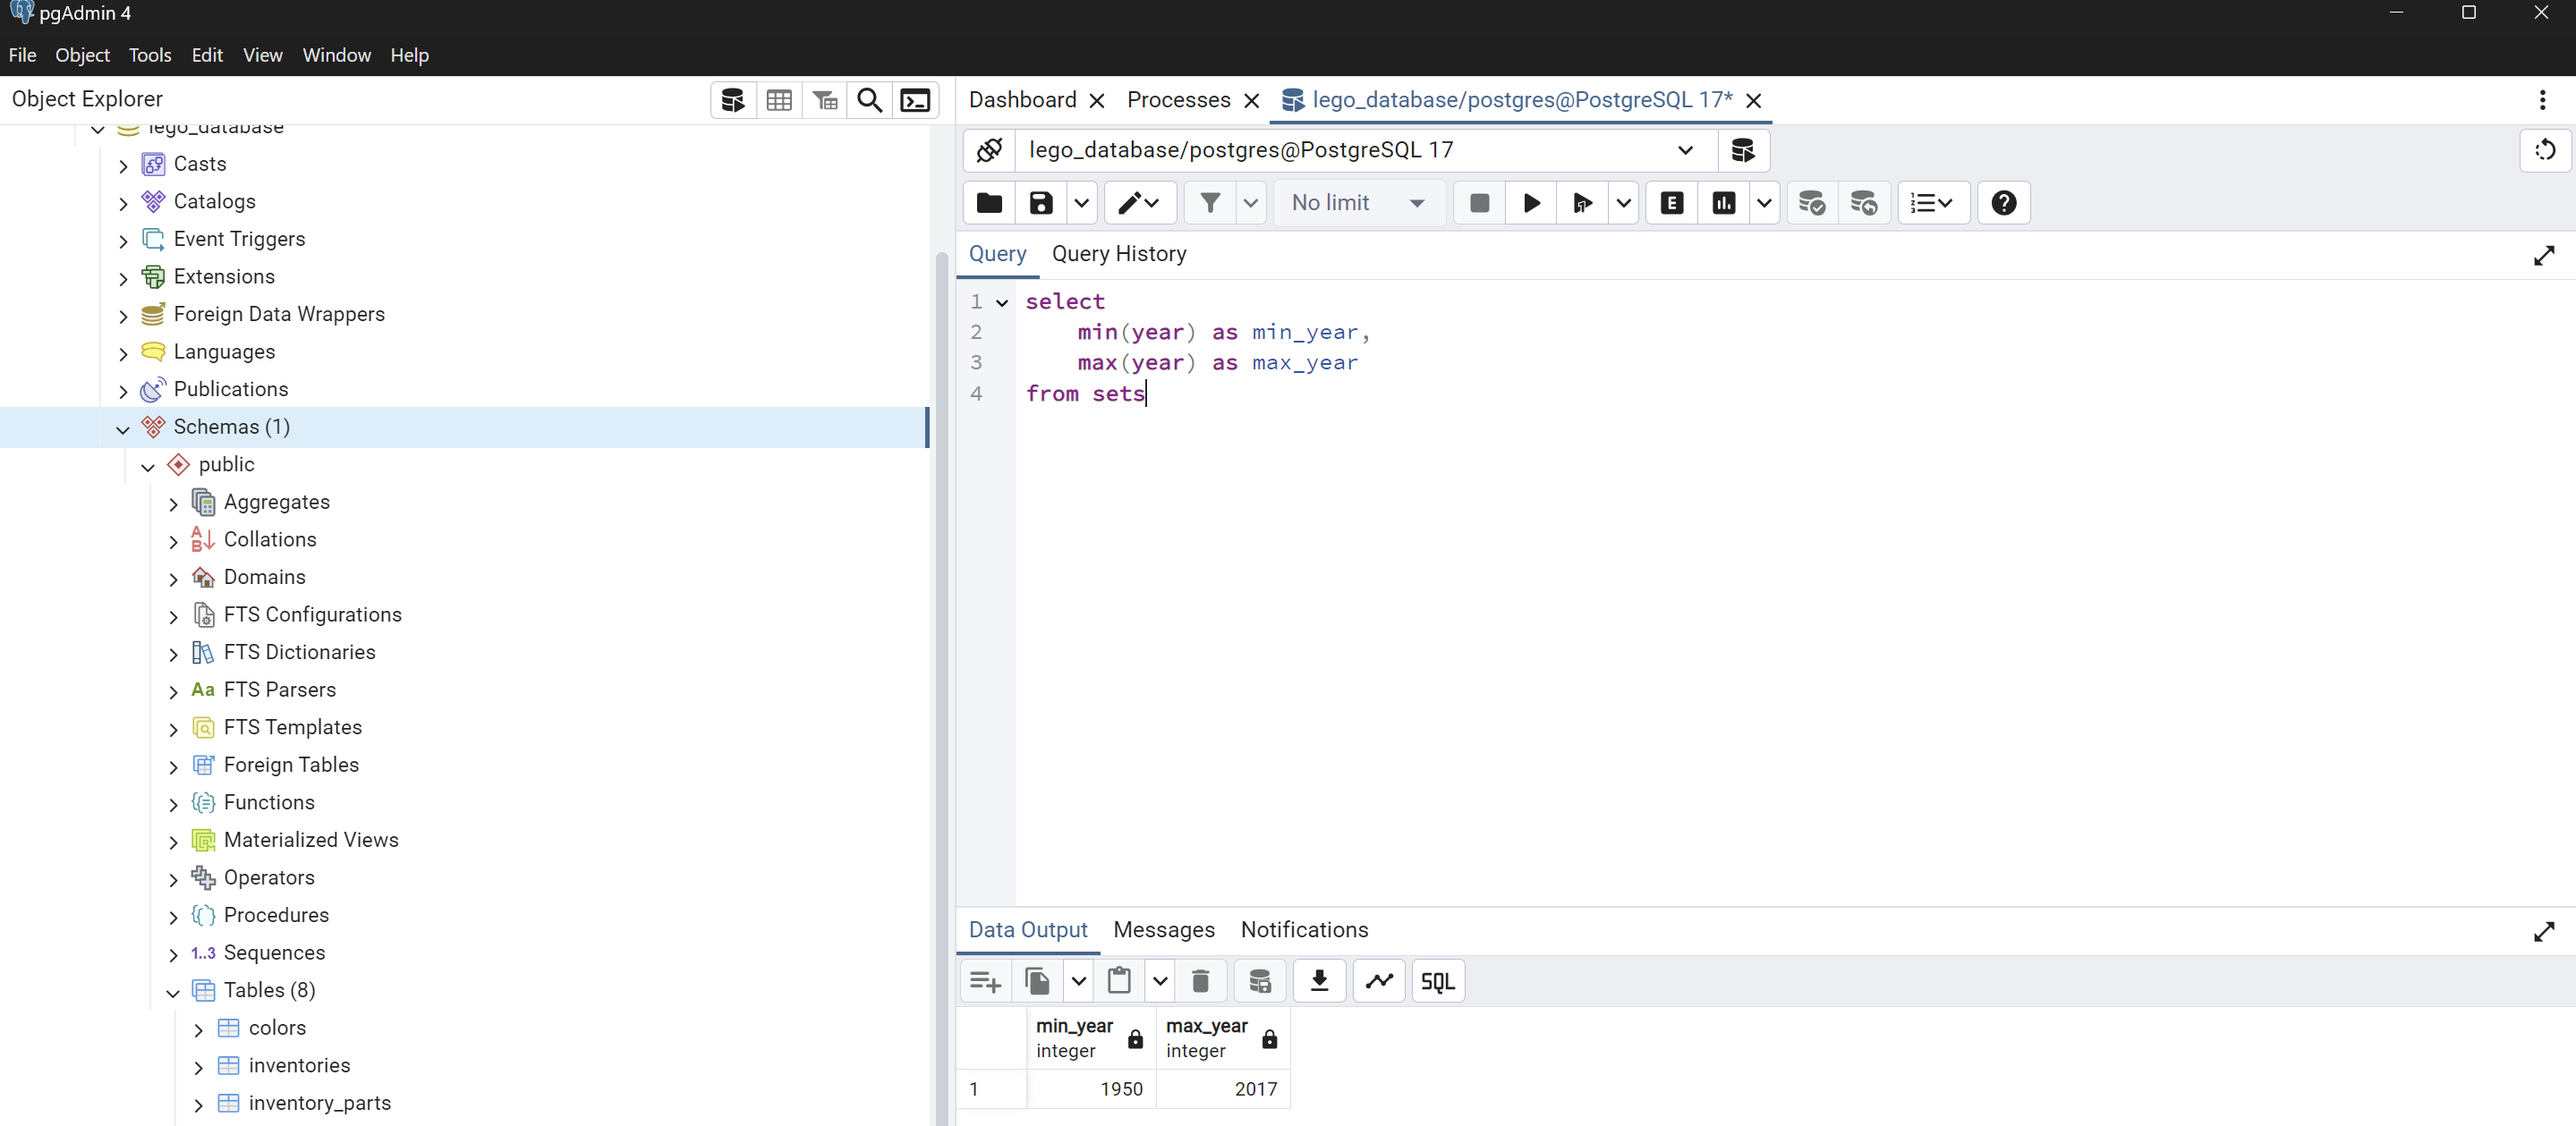 pgAdmin 4
File Object Tools Edit View Window Help
Object Explorer
lego_database
Casts
Catalogs
Event Triggers
Extensions
Foreign Data Wrappers
Languages
Publications
Schemas (1)
public
Aggregates
Collations
Domains
FTS Configurations
FTS Dictionaries
Aa FTS Parsers
FTS Templates
Foreign Tables
Functions
Materialized Views
Operators
Procedures
1..3 Sequences
Tables (8)
colors
inventories
inventory_parts
Dashboard Processes lego_database/postgres@PostgreSQL 17*
lego_database/postgres@PostgreSQL 17
No limit E
Query Query History
1 select
2 min(year) as min_year,
3 max(year) as max_year
4 from sets
Data Output Messages Notifications
SQL
min_year max_year
integer integer
1 1950 2017